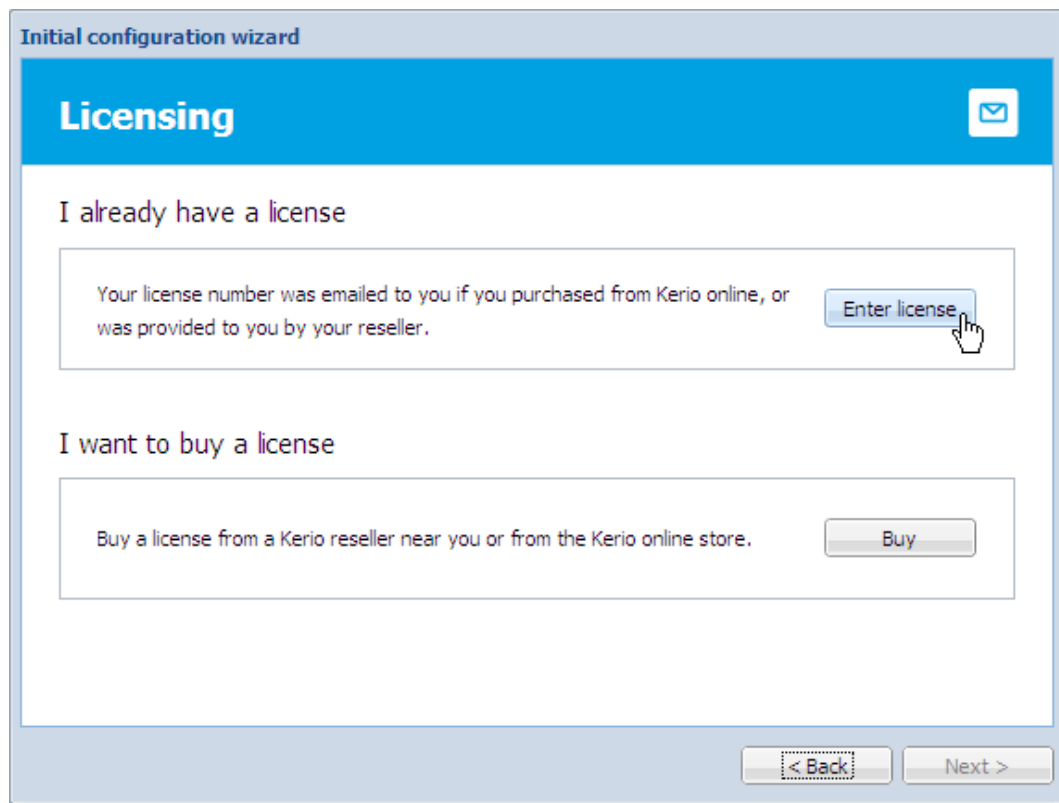 Initial configuration wizard
Licensing
I already have a license
Your license number was emailed to you if you purchased from Kerio online, or
was provided to you by your reseller.
Enter license
I want to buy a license
Buy a license from a Kerio reseller near you or from the Kerio online store.
Buy
< Back
Next >